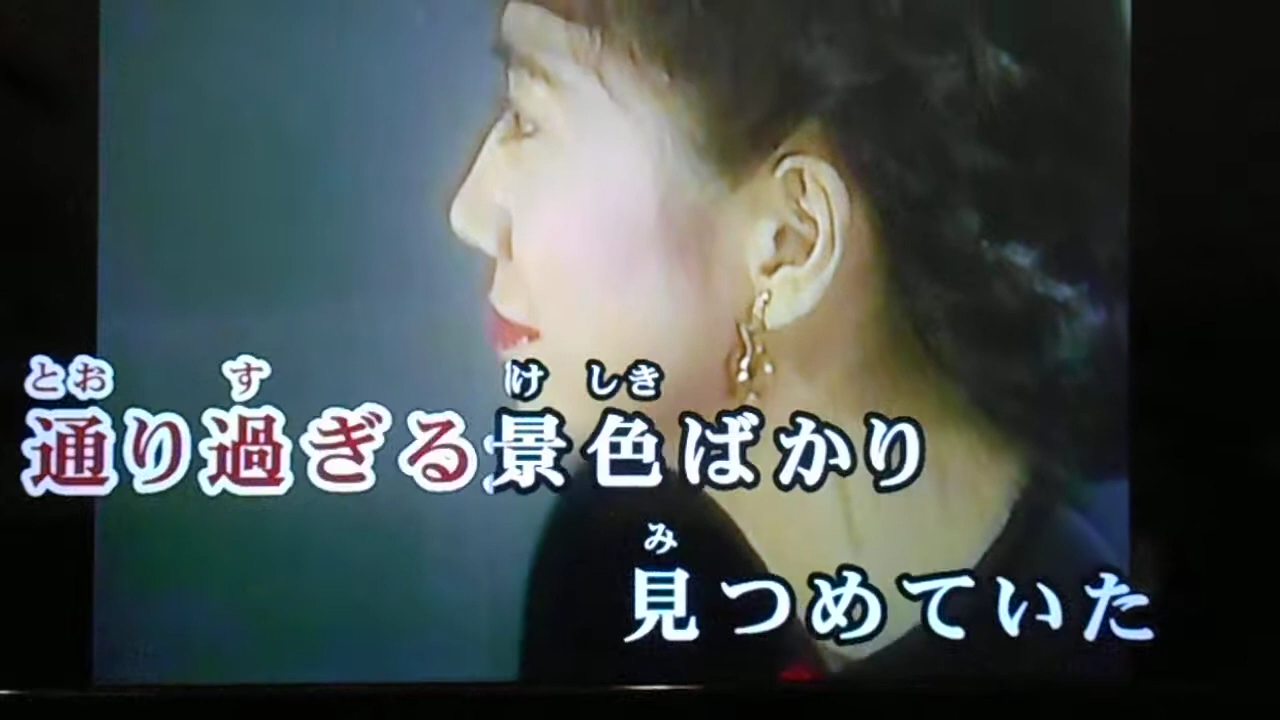 とおすけしき
通り過ぎる景色ばかり
み
見つめていた